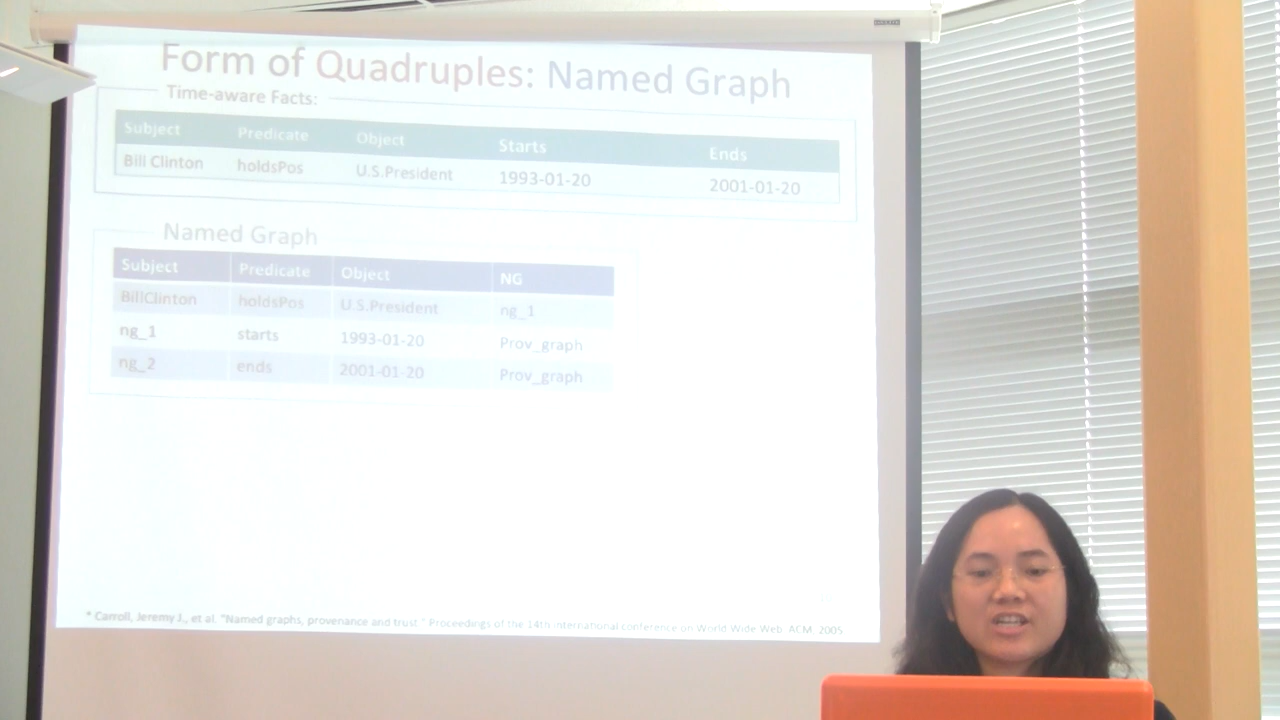 Form of Quadruples: Named Graph
Time-aware Facts:
Subject Predicate Object Starts Ends
Bill Clinton holdsPos U.S.President 1993-01-20 2001-01-20
Named Graph
Subject Predicate Object NG
BillClinton holdsPos U.S.President ng_1
ng_1 starts 1993-01-20 Prov_graph
ng_2 ends 2001-01-20 Prov_graph
* Carroll, Jeremy J., et al. "Named graphs, provenance and trust." Proceedings of the 14th international conference on World Wide Web. ACM, 2005.